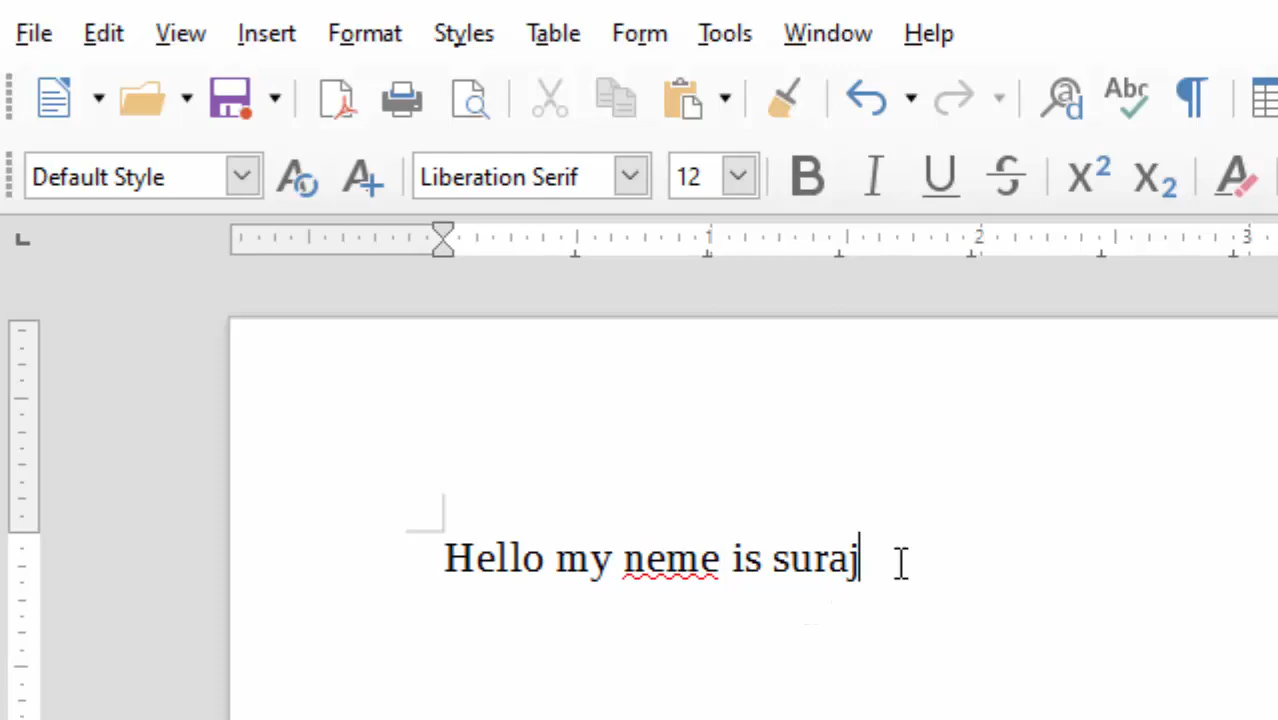 File Edit View Insert Format Styles Table Form Tools Window Help
Abc
Default Style Liberation Serif 12 B I U S X2 X2 A
1 2 3
Hello my neme is suraj